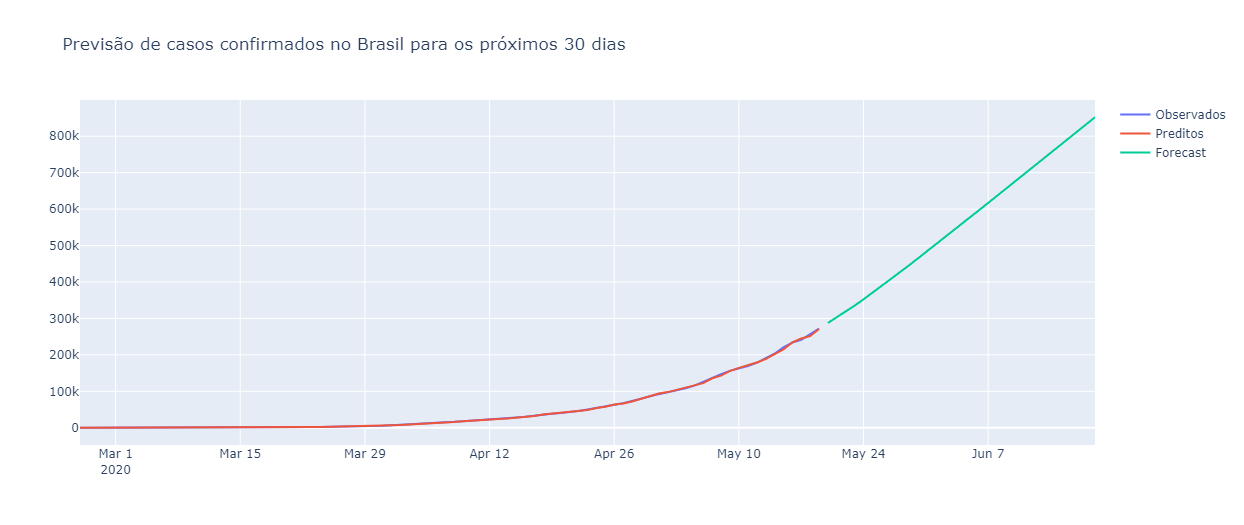 Previsão de casos confirmados no Brasil para os próximos 30 dias
Observados
Preditos
Forecast
800k
700k
600k
500k
400k
300k
200k
100k
0
Mar 1
2020
Mar 15
Mar 29
Apr 12
Apr 26
May 10
May 24
Jun 7